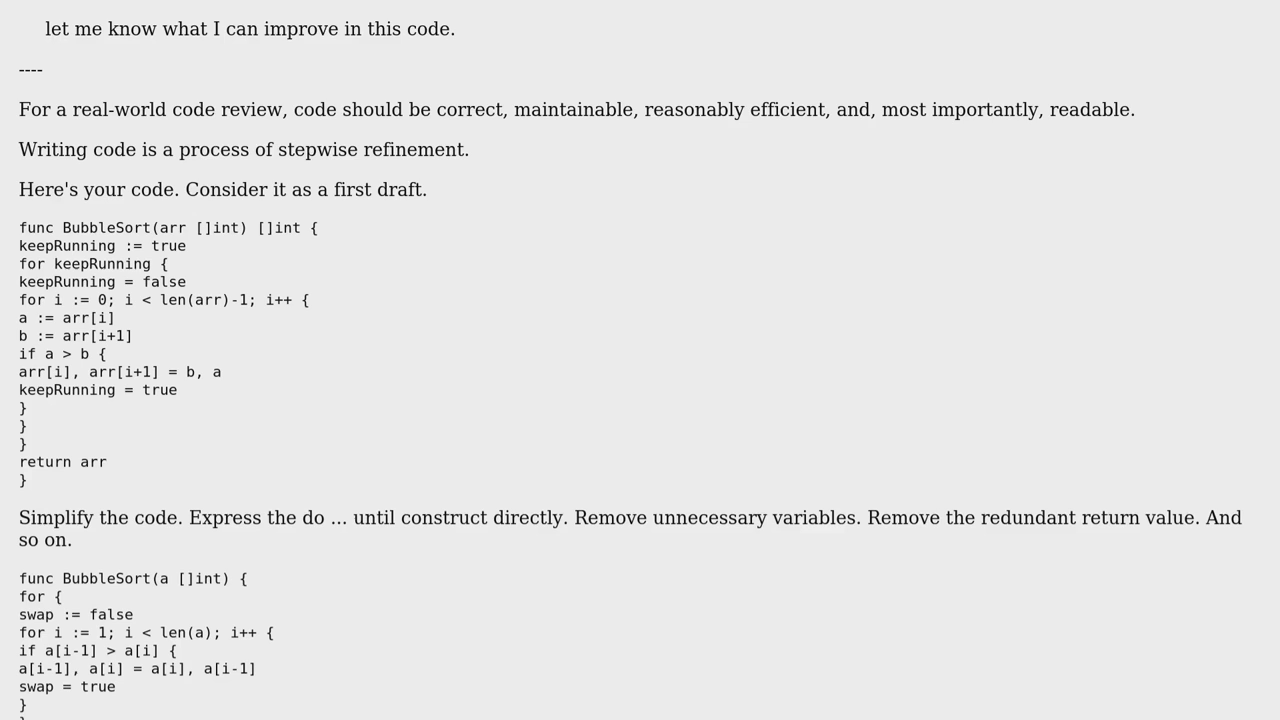 let me know what I can improve in this code.
----
For a real-world code review, code should be correct, maintainable, reasonably efficient, and, most importantly, readable.
Writing code is a process of stepwise refinement.
Here's your code. Consider it as a first draft.
func BubbleSort(arr []int) []int {
keepRunning := true
for keepRunning {
keepRunning = false
for i := 0; i < len(arr)-1; i++ {
a := arr[i]
b := arr[i+1]
if a > b {
arr[i], arr[i+1] = b, a
keepRunning = true
}
}
}
return arr
}
Simplify the code. Express the do ... until construct directly. Remove unnecessary variables. Remove the redundant return value. And
so on.
func BubbleSort(a []int) {
for {
swap := false
for i := 1; i < len(a); i++ {
if a[i-1] > a[i] {
a[i-1], a[i] = a[i], a[i-1]
swap = true
}
}